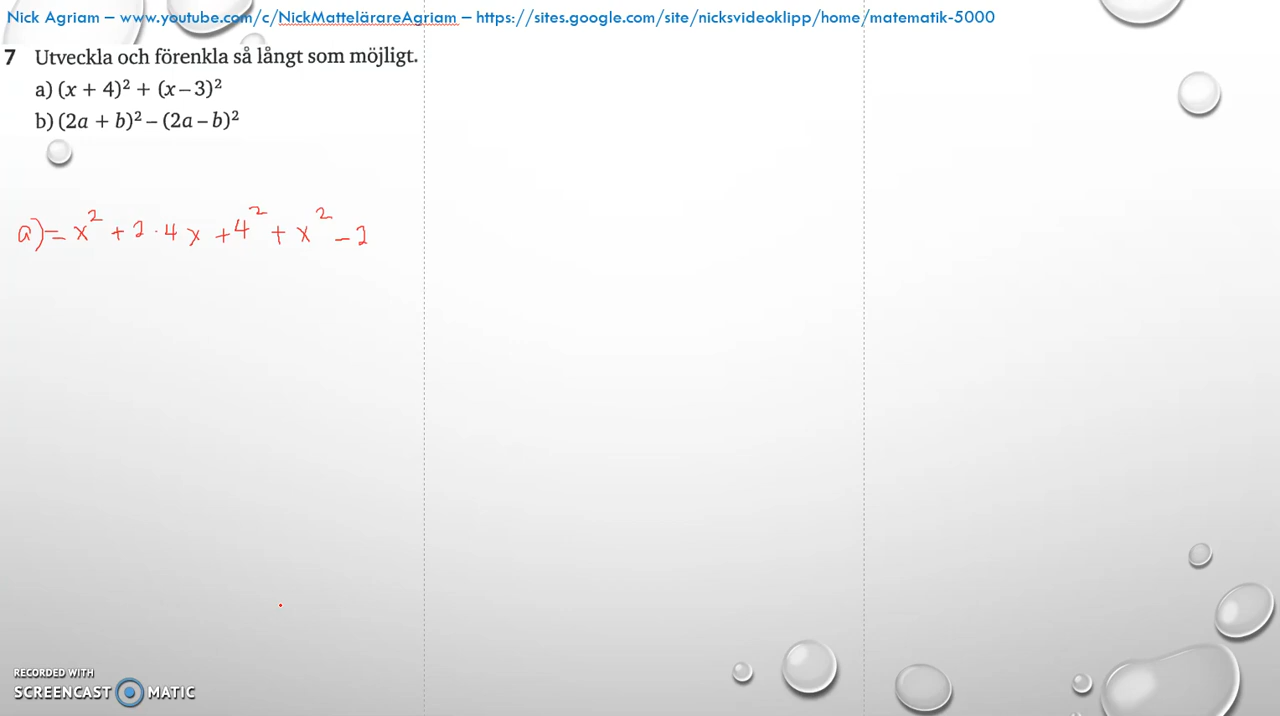 Nick Agriam – www.youtube.com/c/NickMattelärareAgriam – https://sites.google.com/site/nicksvideoklipp/home/matematik-5000
7 Utveckla och förenkla så långt som möjligt.
a) (x + 4)² + (x – 3)²
b) (2a + b)² – (2a – b)²
a) = x² + 2 · 4x + 4² + x² – 2
RECORDED WITH
SCREENCAST MATIC